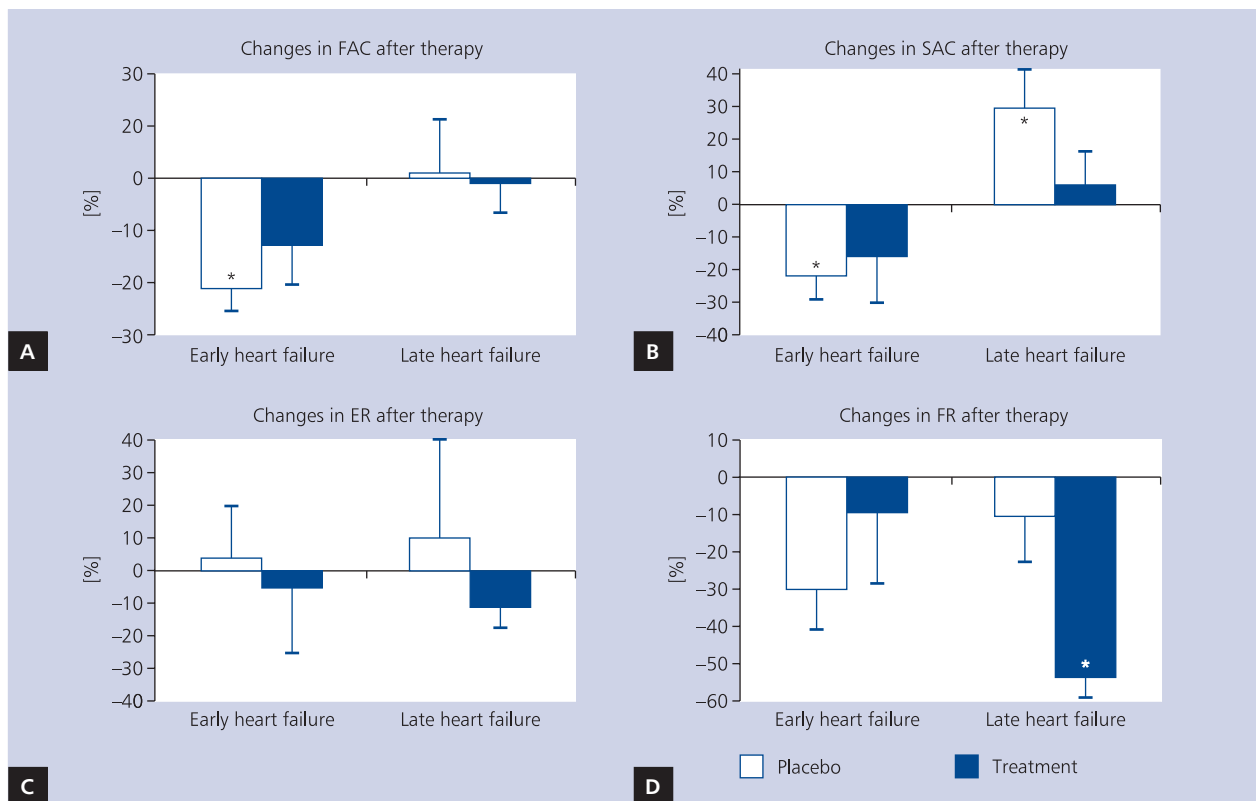 Changes in FAC after therapy
30
20
10
0
–10
–20
–30
[%]
*
Early heart failure
Late heart failure
A
Changes in SAC after therapy
40
30
20
10
0
–10
–20
–30
–40
[%]
*
*
Early heart failure
Late heart failure
B
Changes in ER after therapy
40
30
20
10
0
–10
–20
–30
–40
[%]
Early heart failure
Late heart failure
C
Changes in FR after therapy
10
0
–10
–20
–30
–40
–50
–60
[%]
*
Early heart failure
Late heart failure
Placebo
Treatment
D